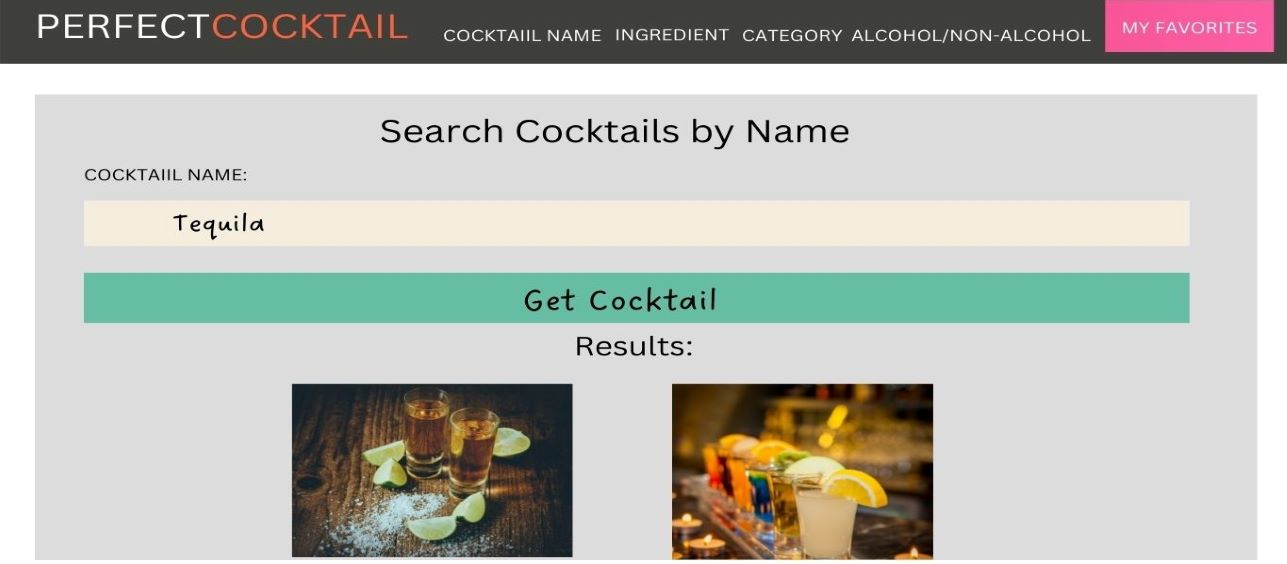 PERFECTCOCKTAIL COCKTAIIL NAME INGREDIENT CATEGORY ALCOHOL/NON-ALCOHOL MY FAVORITES
Search Cocktails by Name
COCKTAIIL NAME:
Tequila
Get Cocktail
Results: